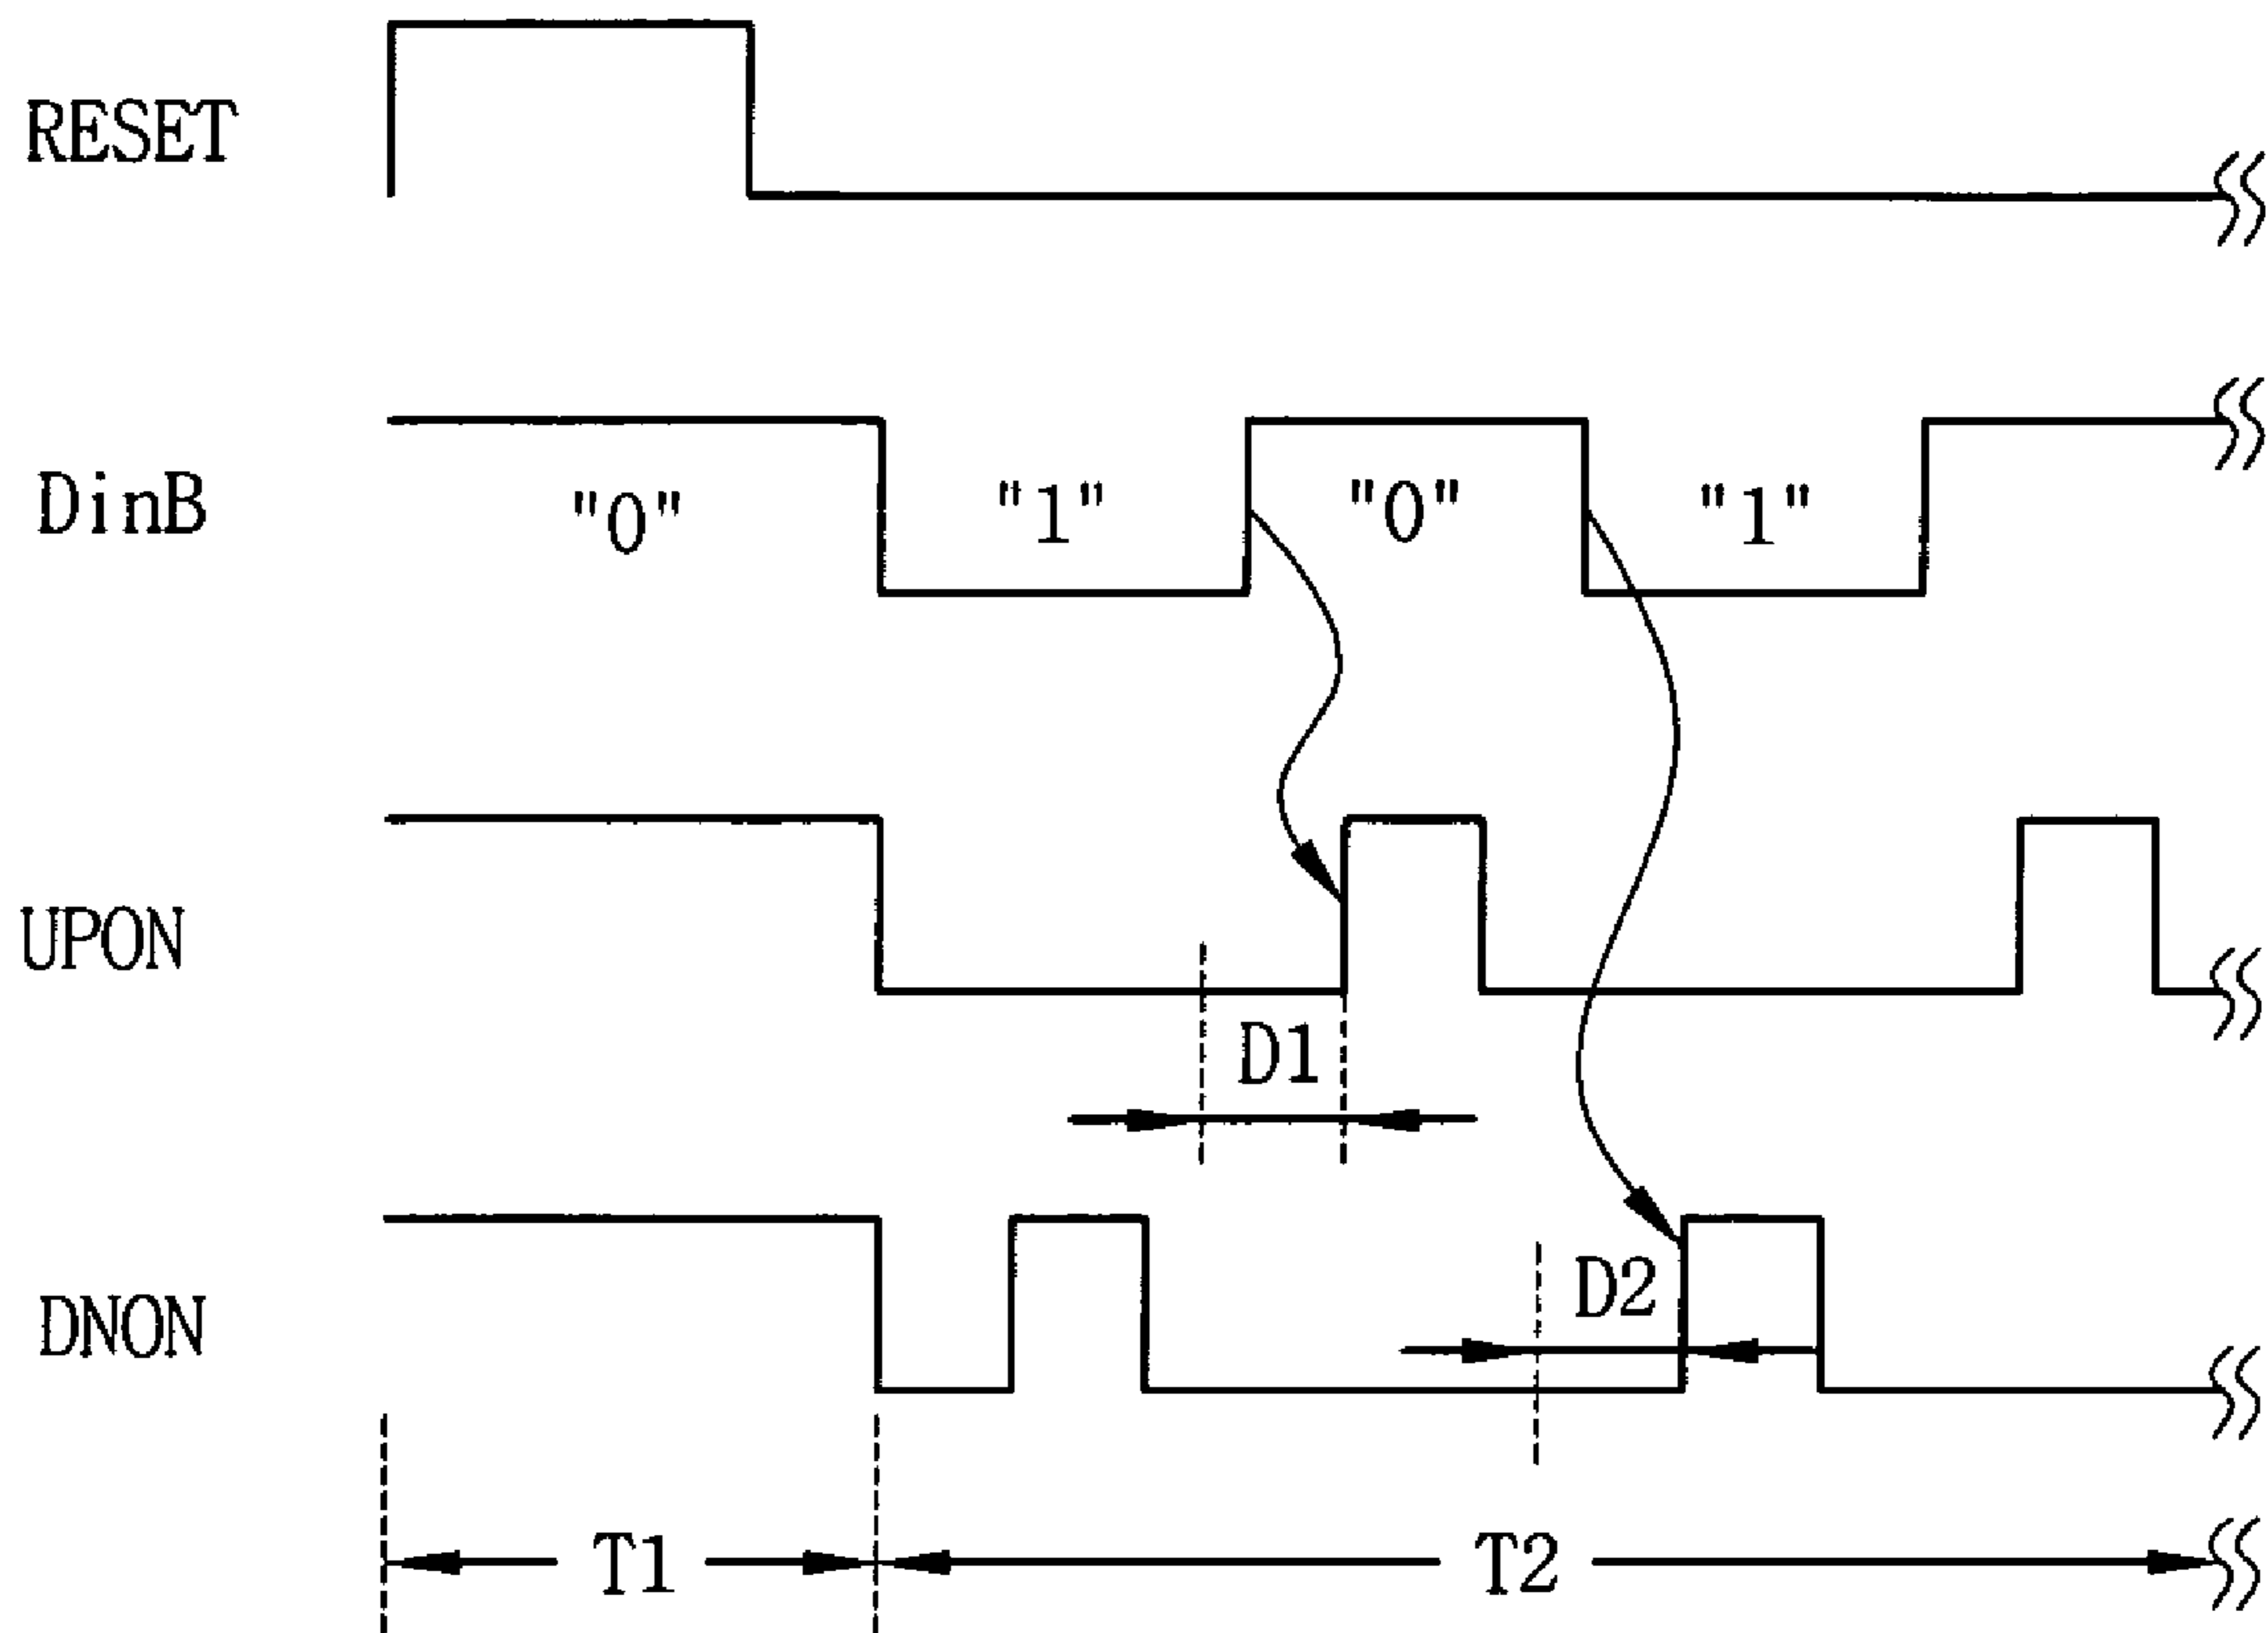 RESET
DinB
"0" "1" "0" "1"
UPON
D1
DNON
D2
T1 T2